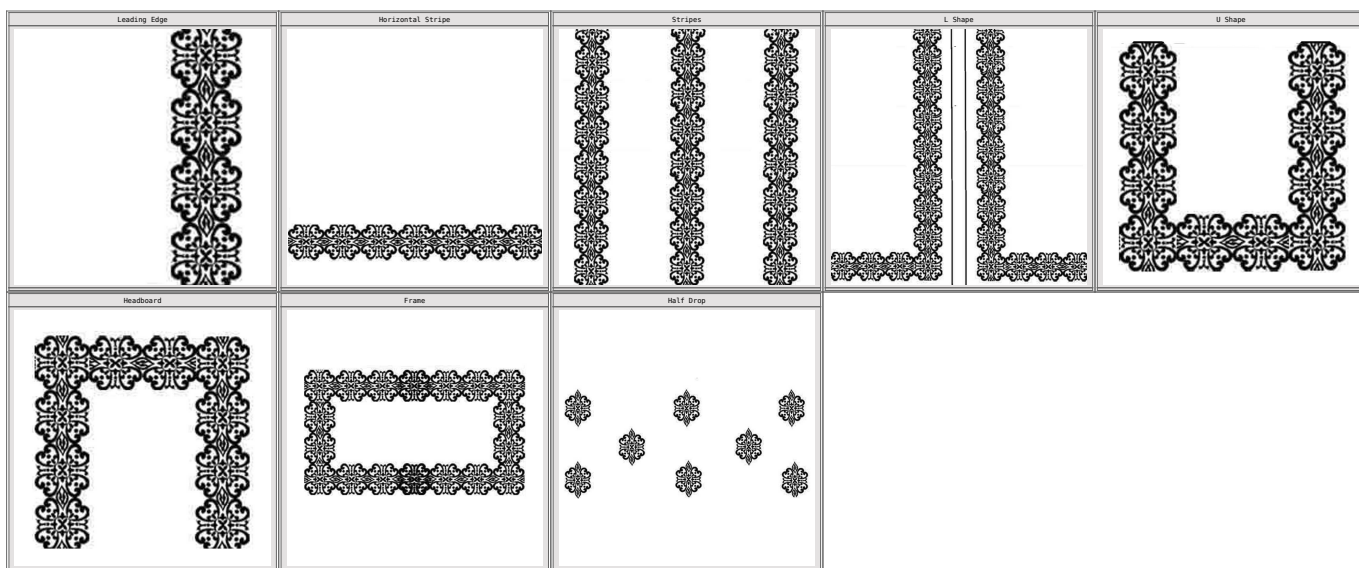 Leading Edge
Horizontal Stripe
Stripes
L Shape
U Shape
Headboard
Frame
Half Drop